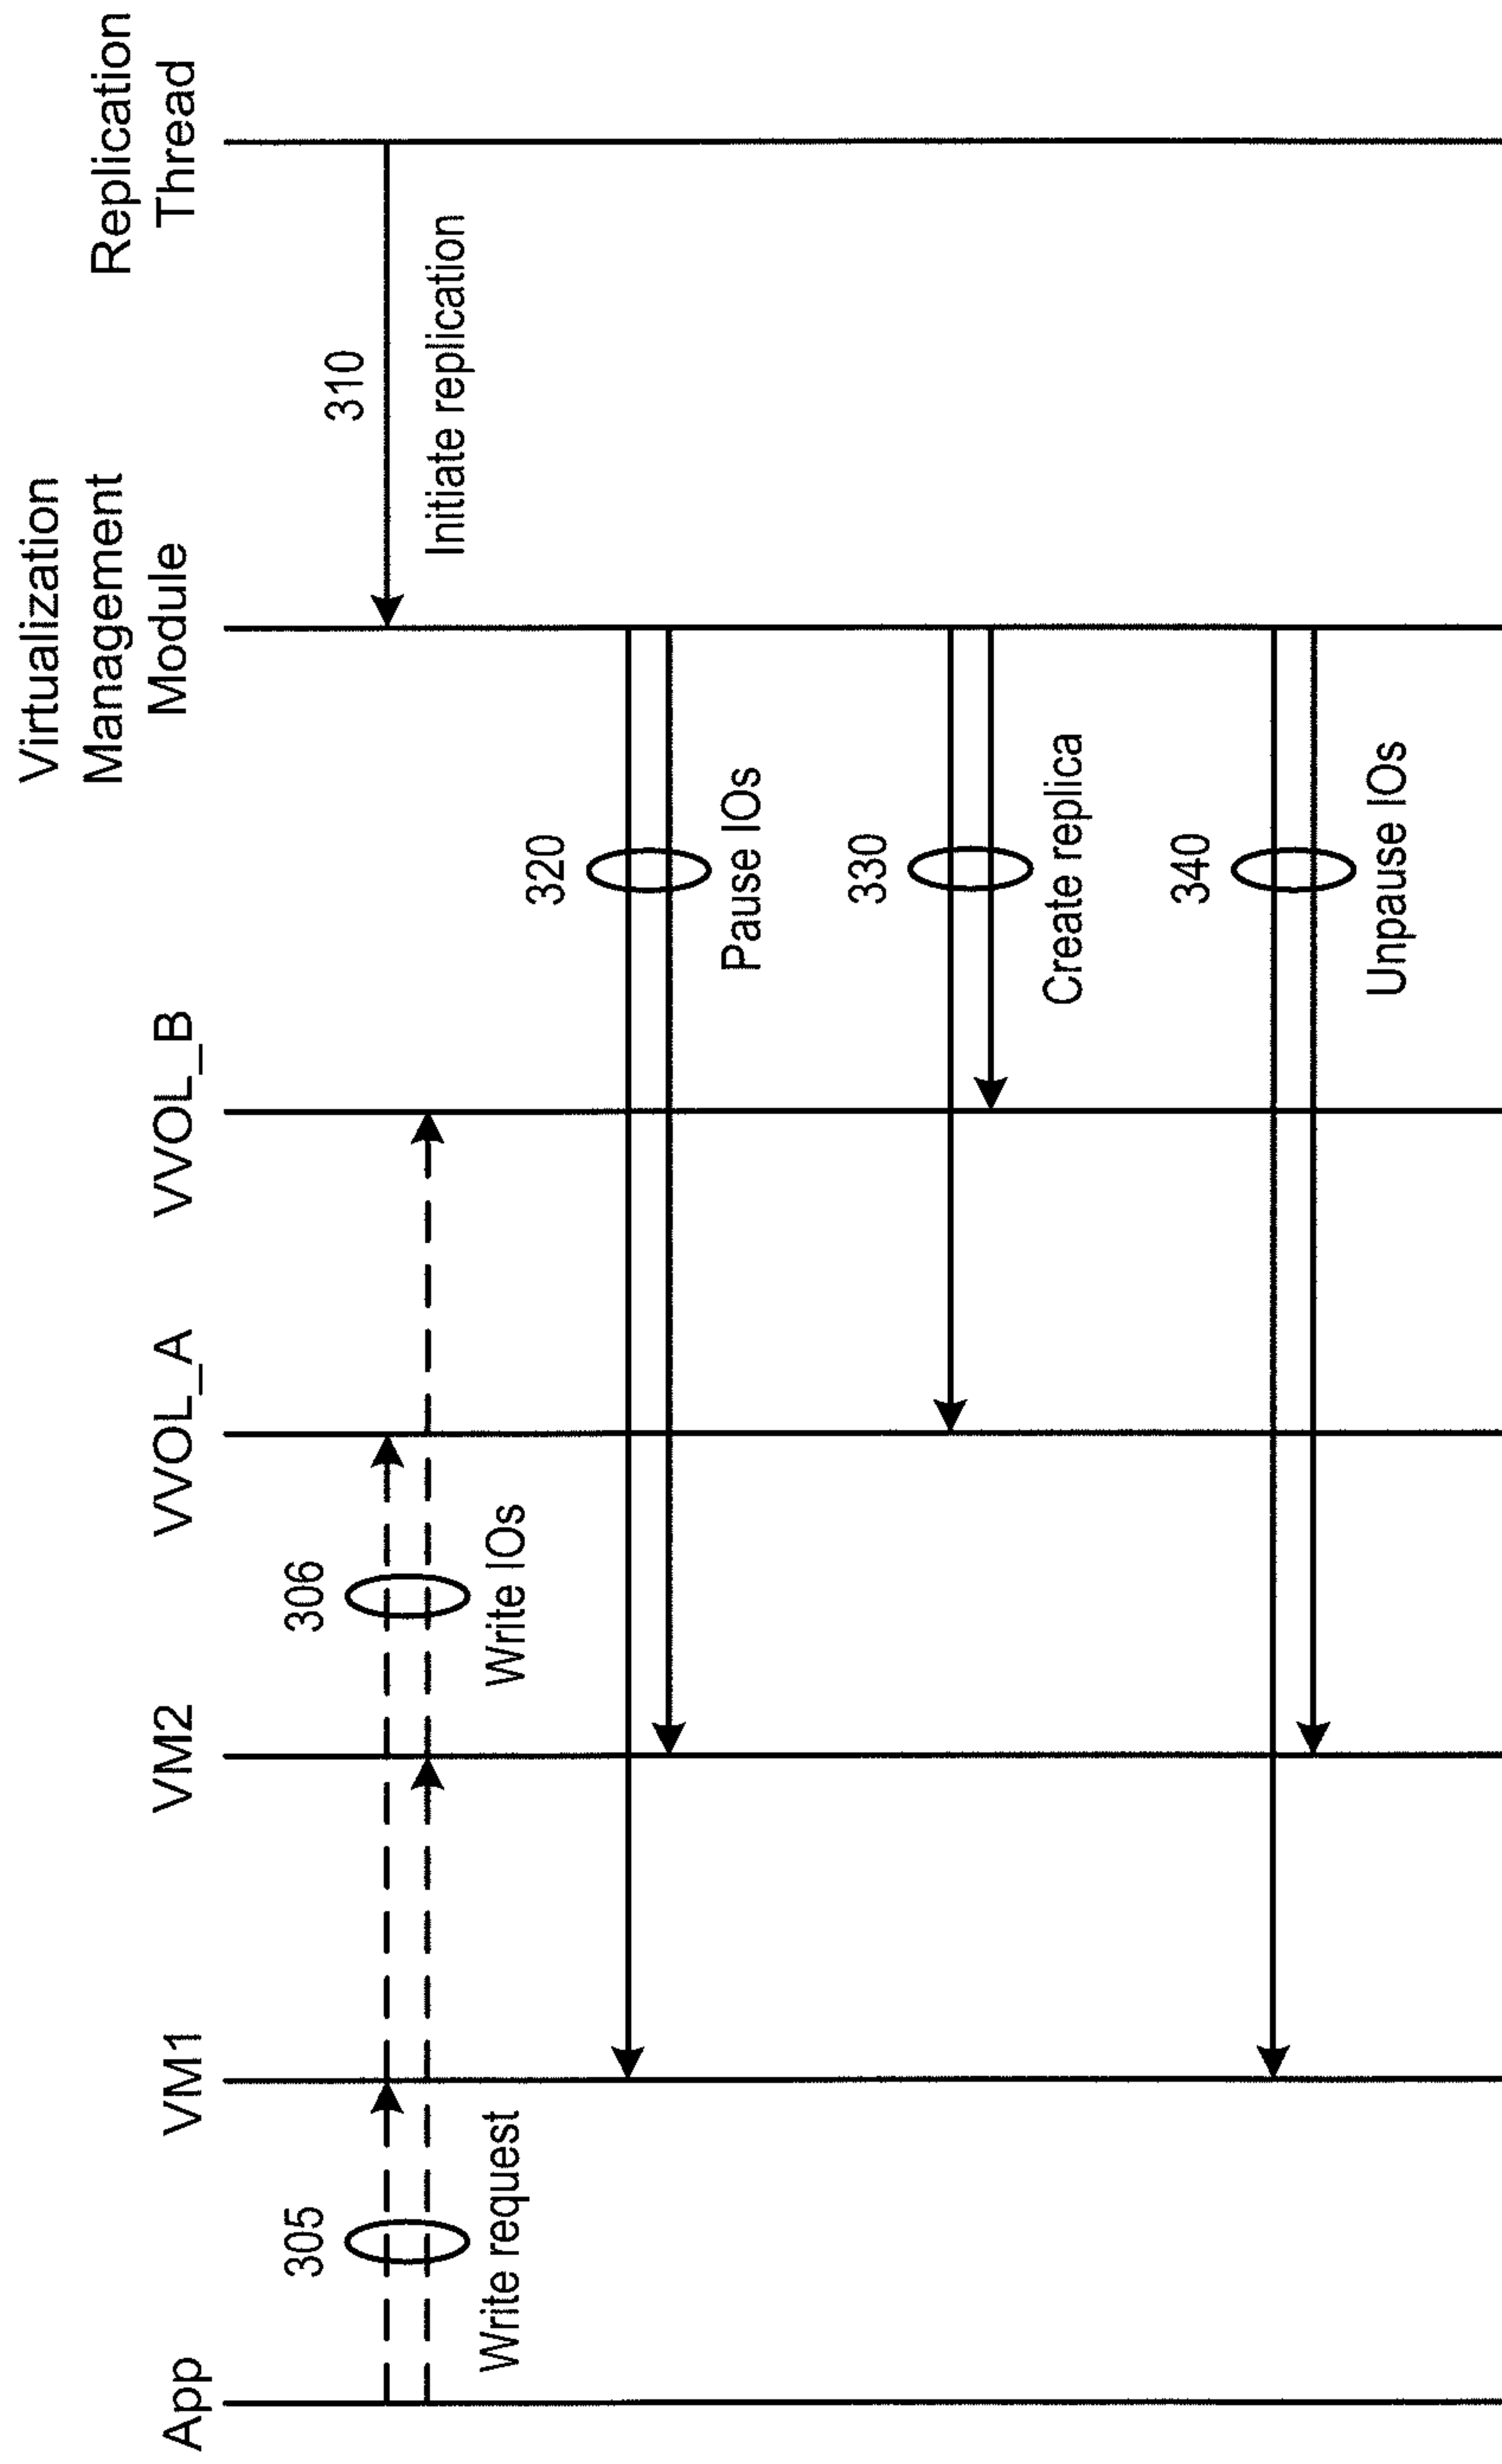 App
VM1
VM2
VVOL_A
VVOL_B
Virtualization
Management
Module
Replication
Thread
305
Write request
306
Write IOs
310
Initiate replication
320
Pause IOs
330
Create replica
340
Unpause IOs